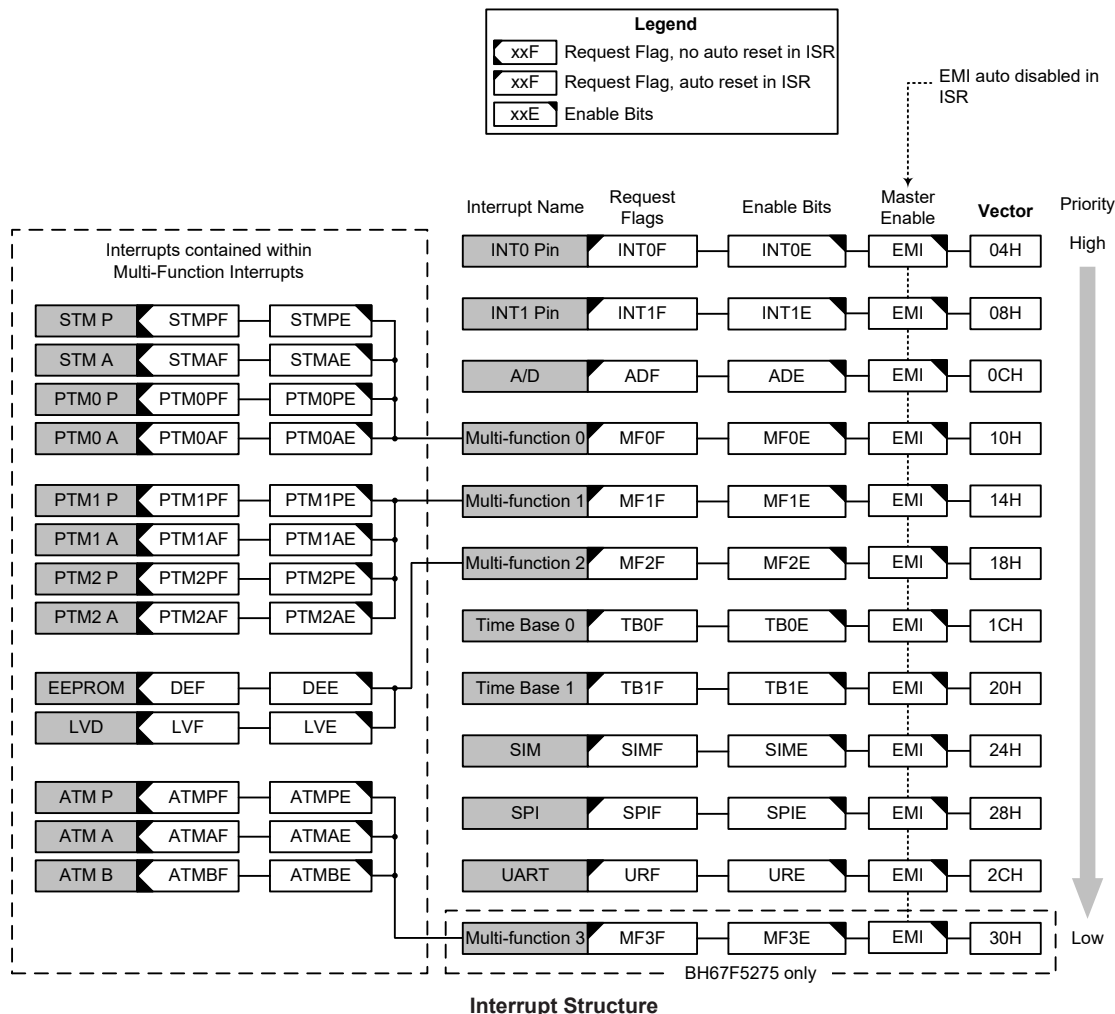 Legend
xxF Request Flag, no auto reset in ISR
xxF Request Flag, auto reset in ISR
xxE Enable Bits
EMI auto disabled in
ISR
Interrupt Name Request Flags Enable Bits Master Enable Vector Priority
Interrupts contained within
Multi-Function Interrupts
INT0 Pin INT0F INT0E EMI 04H High
STM P STMPF STMPE
INT1 Pin INT1F INT1E EMI 08H
STM A STMAF STMAE
A/D ADF ADE EMI 0CH
PTM0 P PTM0PF PTM0PE
PTM0 A PTM0AF PTM0AE
Multi-function 0 MF0F MF0E EMI 10H
PTM1 P PTM1PF PTM1PE
Multi-function 1 MF1F MF1E EMI 14H
PTM1 A PTM1AF PTM1AE
PTM2 P PTM2PF PTM2PE
Multi-function 2 MF2F MF2E EMI 18H
PTM2 A PTM2AF PTM2AE
Time Base 0 TB0F TB0E EMI 1CH
EEPROM DEF DEE
Time Base 1 TB1F TB1E EMI 20H
LVD LVF LVE
SIM SIMF SIME EMI 24H
ATM P ATMPF ATMPE
SPI SPIF SPIE EMI 28H
ATM A ATMAF ATMAE
ATM B ATMBF ATMBE
UART URF URE EMI 2CH
Multi-function 3 MF3F MF3E EMI 30H Low
BH67F5275 only
Interrupt Structure